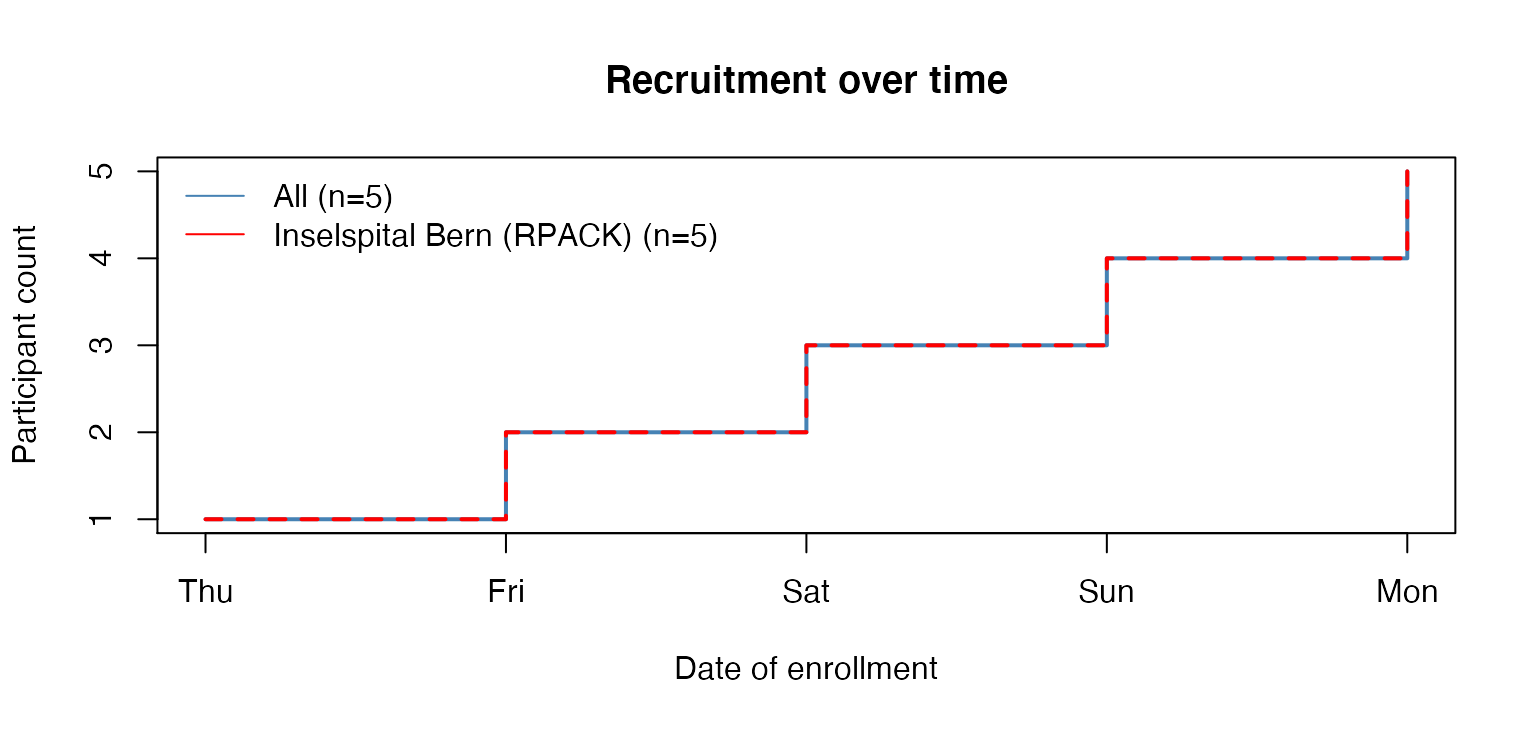 Recruitment over time
Participant count
5
4
3
2
1
All (n=5)
Inselspital Bern (RPACK) (n=5)
Thu Fri Sat Sun Mon
Date of enrollment